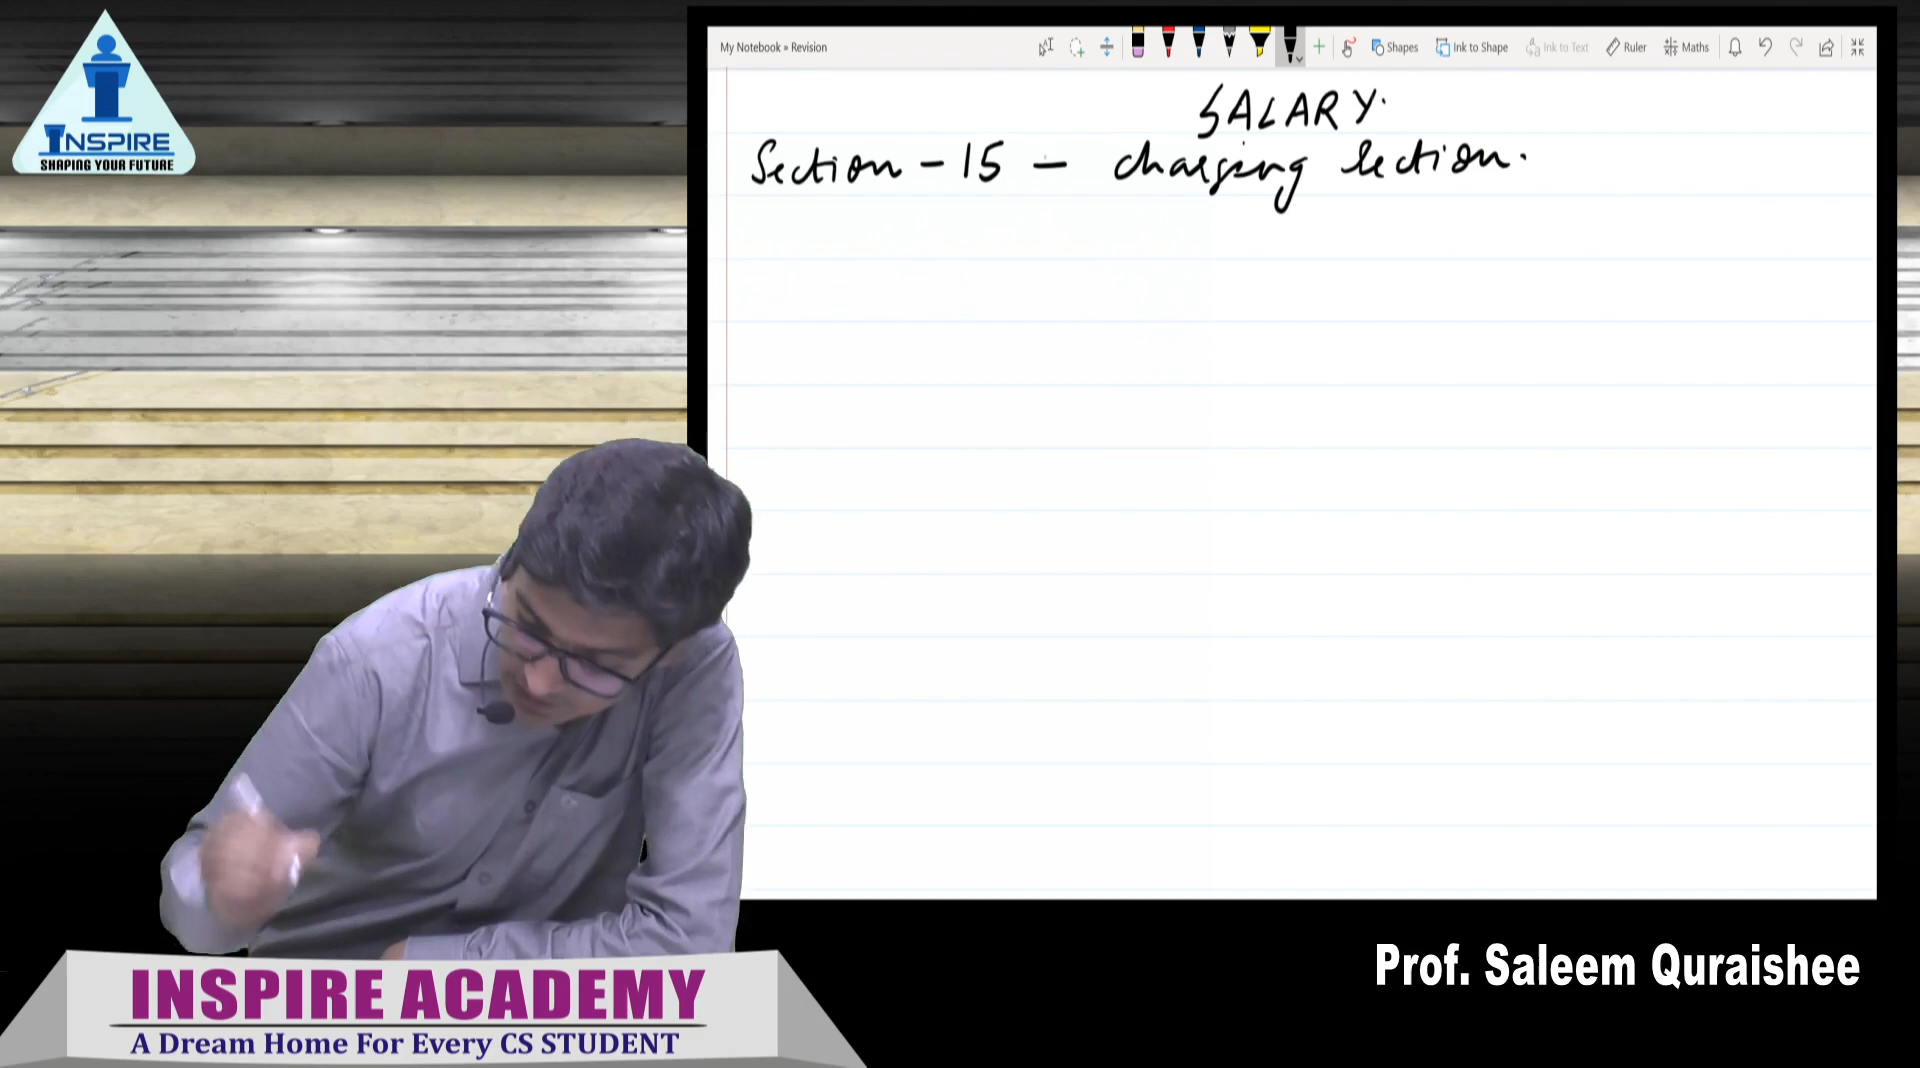 INSPIRE
SHAPING YOUR FUTURE
My Notebook » Revision
Shapes
Ink to Shape
Ink to Text
Ruler
Maths
SALARY.
Section - 15 - charging section.
Prof. Saleem Quraishee
INSPIRE ACADEMY
A Dream Home For Every CS STUDENT